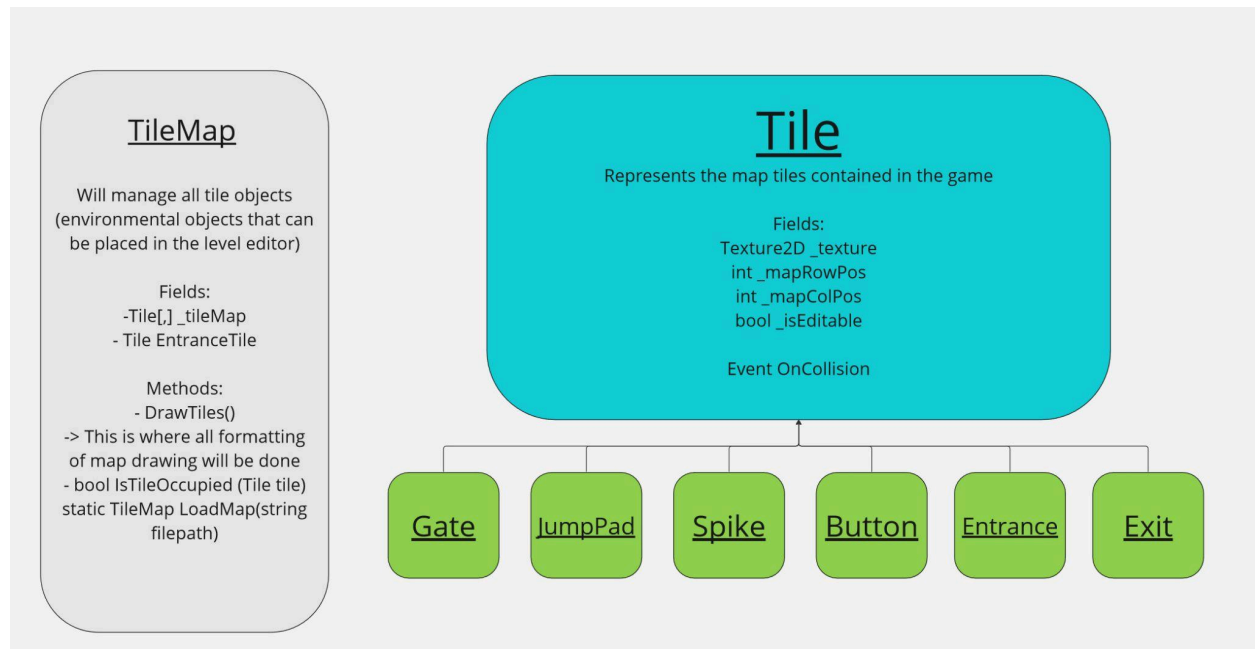 TileMap
Will manage all tile objects
(environmental objects that can
be placed in the level editor)
Fields:
-Tile[,] _tileMap
- Tile EntranceTile
Methods:
- DrawTiles()
-> This is where all formatting
of map drawing will be done
- bool IsTileOccupied (Tile tile)
static TileMap LoadMap(string
filepath)
Tile
Represents the map tiles contained in the game
Fields:
Texture2D _texture
int _mapRowPos
int _mapColPos
bool _isEditable
Event OnCollision
Gate
JumpPad
Spike
Button
Entrance
Exit